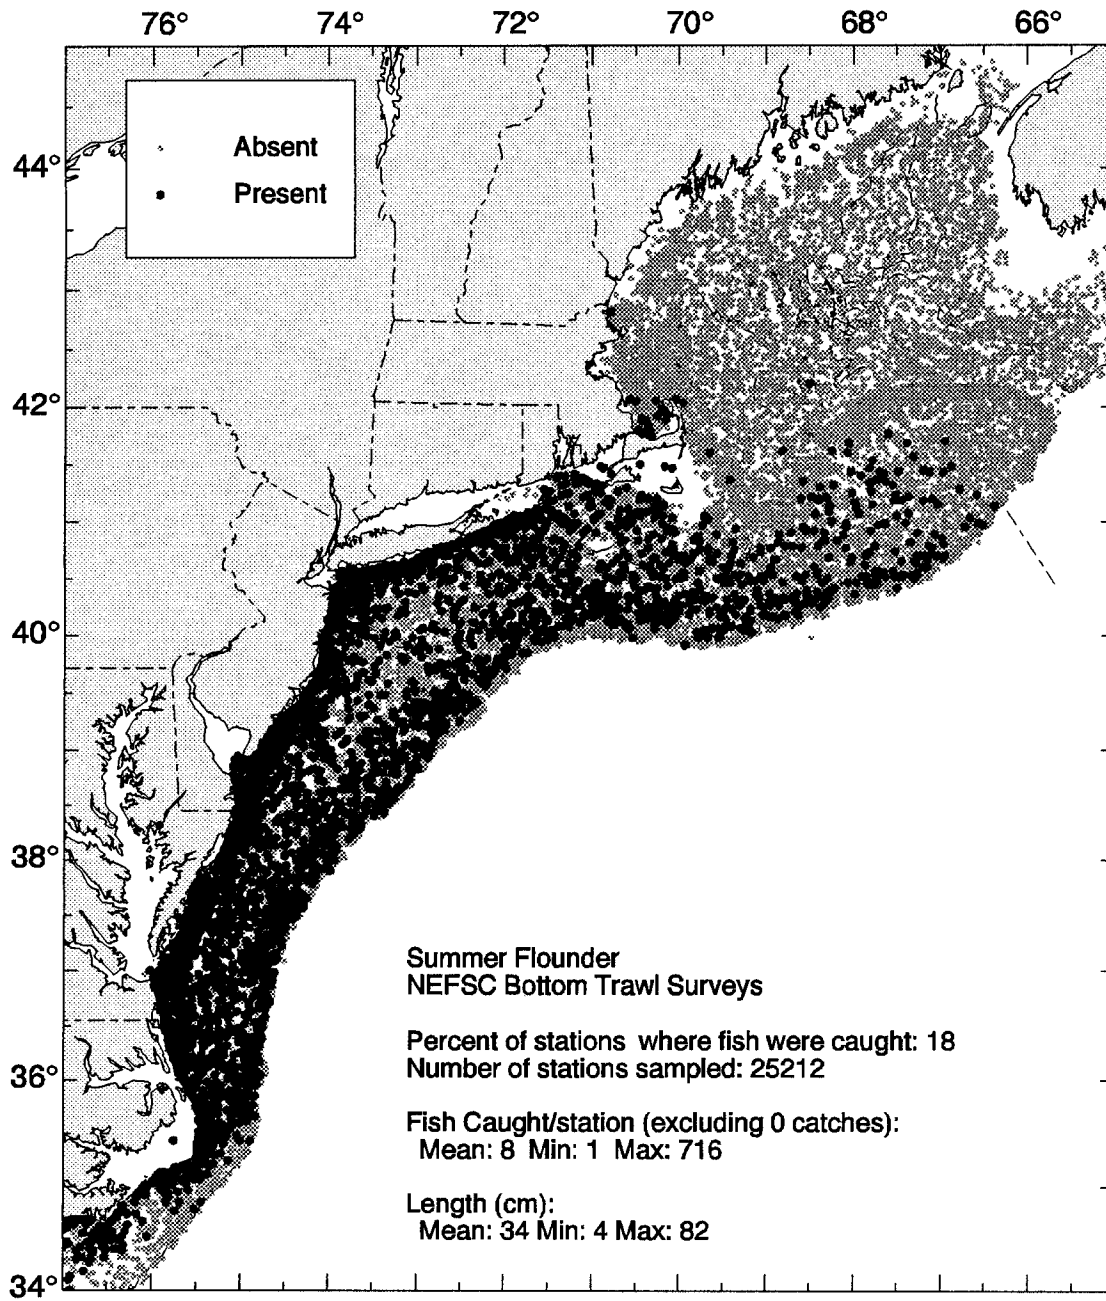 76° 74° 72° 70° 68° 66°
Absent
44°
Present
42°
40°
38°
Summer Flounder
NEFSC Bottom Trawl Surveys
Percent of stations where fish were caught: 18
36°
Number of stations sampled: 25212
Fish Caught/station (excluding 0 catches):
Mean: 8 Min: 1 Max: 716
Length (cm):
Mean: 34 Min: 4 Max: 82
34°